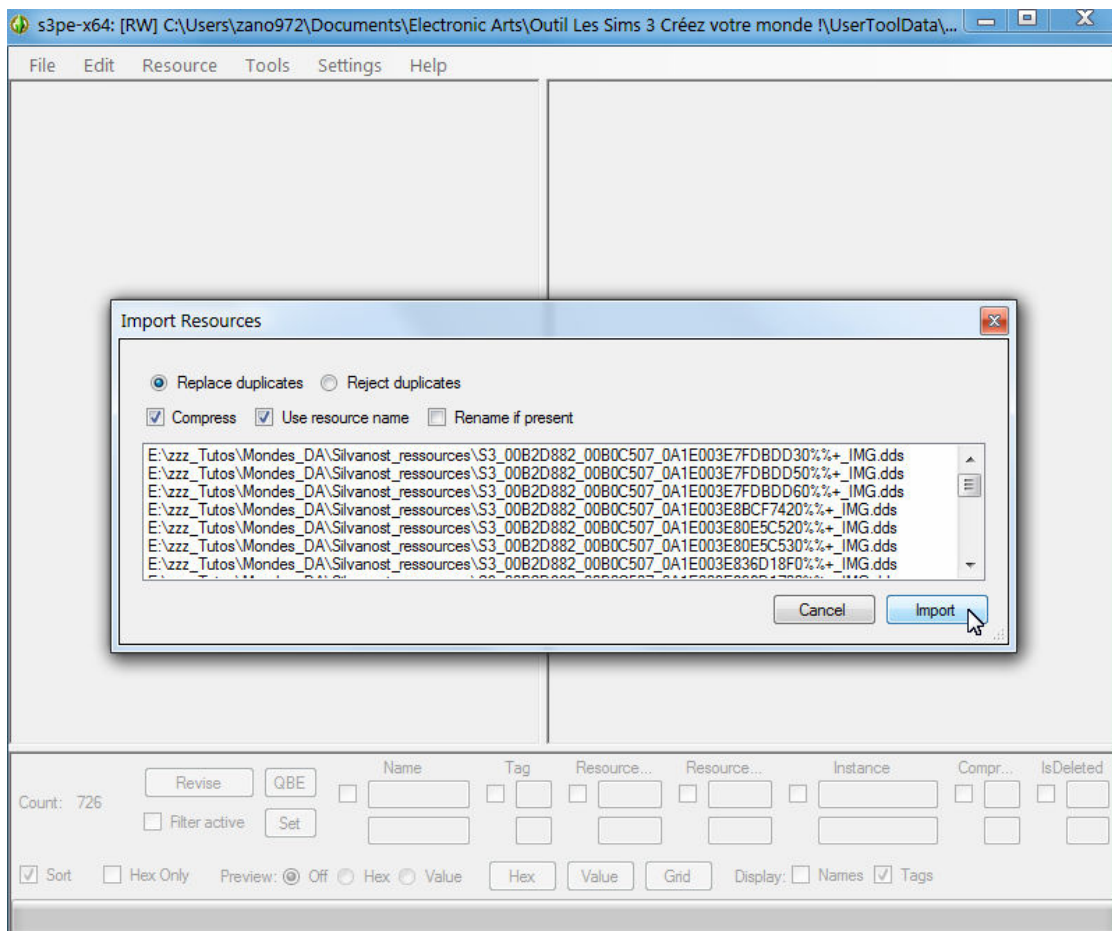 s3pe-x64: [RW] C:\Users\zano972\Documents\Electronic Arts\Outil Les Sims 3 Créez votre monde !\UserToolData\...
File Edit Resource Tools Settings Help
Import Resources
Replace duplicates Reject duplicates
Compress Use resource name Rename if present
E:\zzz_Tutos\Mondes_DA\Silvanost_ressources\S3_00B2D882_00B0C507_0A1E003E7FDBDD30%%+_IMG.dds
E:\zzz_Tutos\Mondes_DA\Silvanost_ressources\S3_00B2D882_00B0C507_0A1E003E7FDBDD50%%+_IMG.dds
E:\zzz_Tutos\Mondes_DA\Silvanost_ressources\S3_00B2D882_00B0C507_0A1E003E7FDBDD60%%+_IMG.dds
E:\zzz_Tutos\Mondes_DA\Silvanost_ressources\S3_00B2D882_00B0C507_0A1E003E8BCF7420%%+_IMG.dds
E:\zzz_Tutos\Mondes_DA\Silvanost_ressources\S3_00B2D882_00B0C507_0A1E003E80E5C520%%+_IMG.dds
E:\zzz_Tutos\Mondes_DA\Silvanost_ressources\S3_00B2D882_00B0C507_0A1E003E80E5C530%%+_IMG.dds
E:\zzz_Tutos\Mondes_DA\Silvanost_ressources\S3_00B2D882_00B0C507_0A1E003E836D18F0%%+_IMG.dds
Cancel Import
Name Tag Resource... Resource... Instance Compr... IsDeleted
Revise QBE
Count: 726
Filter active Set
Sort Hex Only Preview: Off Hex Value Hex Value Grid Display: Names Tags